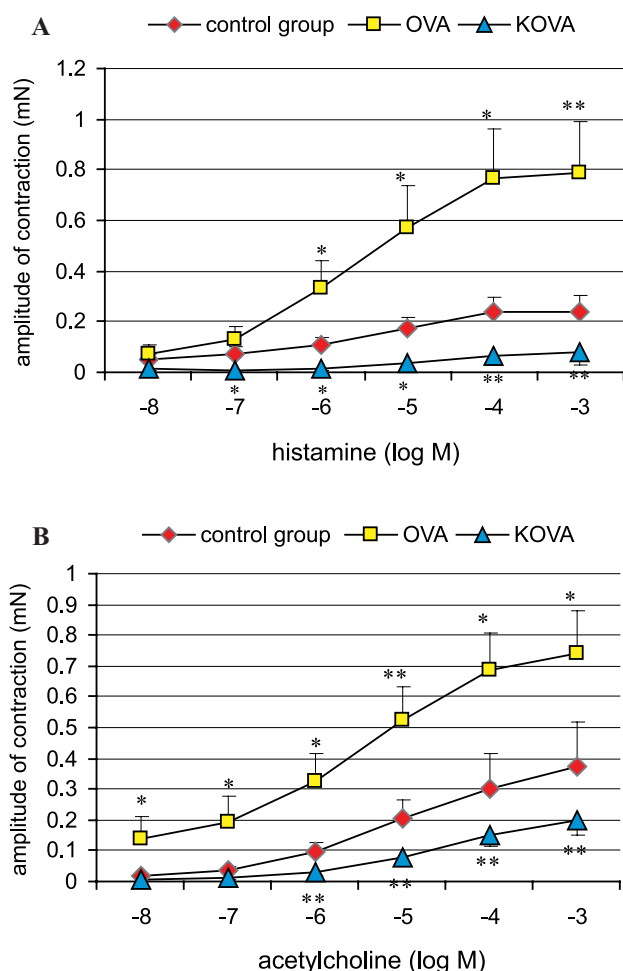 A
control group OVA KOVA
amplitude of contraction (mN)
1.2
1
0.8
0.6
0.4
0.2
0
* * * * **
* * * ** **
-8 -7 -6 -5 -4 -3
histamine (log M)
B
control group OVA KOVA
amplitude of contraction (mN)
1
0.9
0.8
0.7
0.6
0.5
0.4
0.3
0.2
0.1
0
* * * ** * *
** ** ** **
-8 -7 -6 -5 -4 -3
acetylcholine (log M)